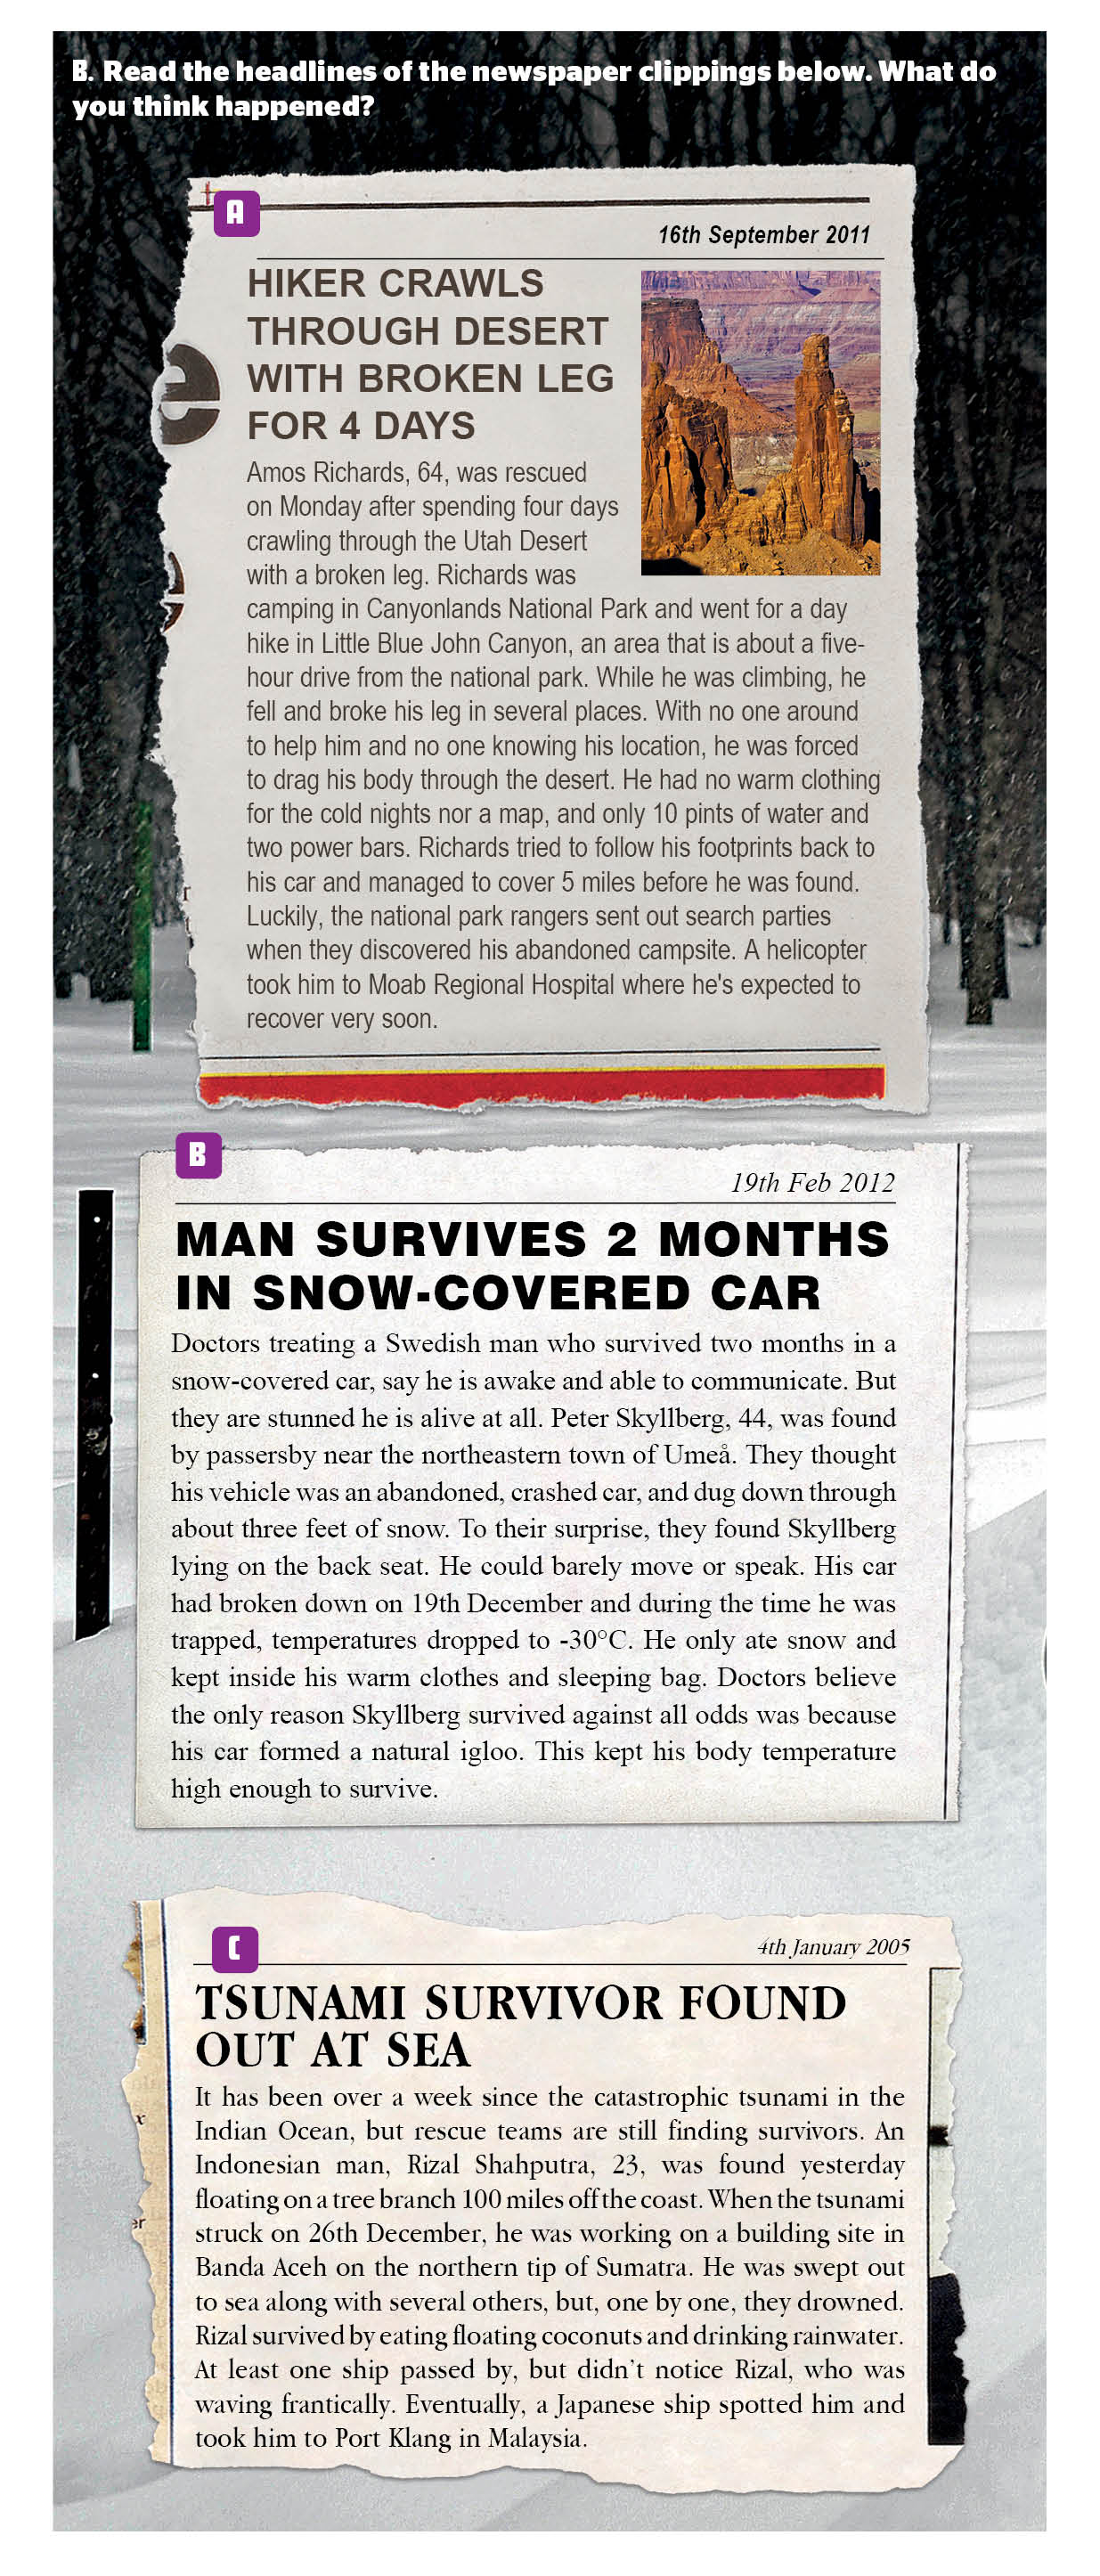 B. Read the headlines of the newspaper clippings below. What do
you think happened?
A
16th September 2011
HIKER CRAWLS
THROUGH DESERT
WITH BROKEN LEG
FOR 4 DAYS
Amos Richards, 64, was rescued
on Monday after spending four days
crawling through the Utah Desert
with a broken leg. Richards was
camping in Canyonlands National Park and went for a day
hike in Little Blue John Canyon, an area that is about a five-
hour drive from the national park. While he was climbing, he
fell and broke his leg in several places. With no one around
to help him and no one knowing his location, he was forced
to drag his body through the desert. He had no warm clothing
for the cold nights nor a map, and only 10 pints of water and
two power bars. Richards tried to follow his footprints back to
his car and managed to cover 5 miles before he was found.
Luckily, the national park rangers sent out search parties
when they discovered his abandoned campsite. A helicopter
took him to Moab Regional Hospital where he's expected to
recover very soon.
B
19th Feb 2012
MAN SURVIVES 2 MONTHS
IN SNOW-COVERED CAR
Doctors treating a Swedish man who survived two months in a
snow-covered car, say he is awake and able to communicate. But
they are stunned he is alive at all. Peter Skyllberg, 44, was found
by passersby near the northeastern town of Umeå. They thought
his vehicle was an abandoned, crashed car, and dug down through
about three feet of snow. To their surprise, they found Skyllberg
lying on the back seat. He could barely move or speak. His car
had broken down on 19th December and during the time he was
trapped, temperatures dropped to -30°C. He only ate snow and
kept inside his warm clothes and sleeping bag. Doctors believe
the only reason Skyllberg survived against all odds was because
his car formed a natural igloo. This kept his body temperature
high enough to survive.
C
4th January 2005
TSUNAMI SURVIVOR FOUND
OUT AT SEA
It has been over a week since the catastrophic tsunami in the
Indian Ocean, but rescue teams are still finding survivors. An
Indonesian man, Rizal Shahputra, 23, was found yesterday
floating on a tree branch 100 miles off the coast. When the tsunami
struck on 26th December, he was working on a building site in
Banda Aceh on the northern tip of Sumatra. He was swept out
to sea along with several others, but, one by one, they drowned.
Rizal survived by eating floating coconuts and drinking rainwater.
At least one ship passed by, but didn't notice Rizal, who was
waving frantically. Eventually, a Japanese ship spotted him and
took him to Port Klang in Malaysia.